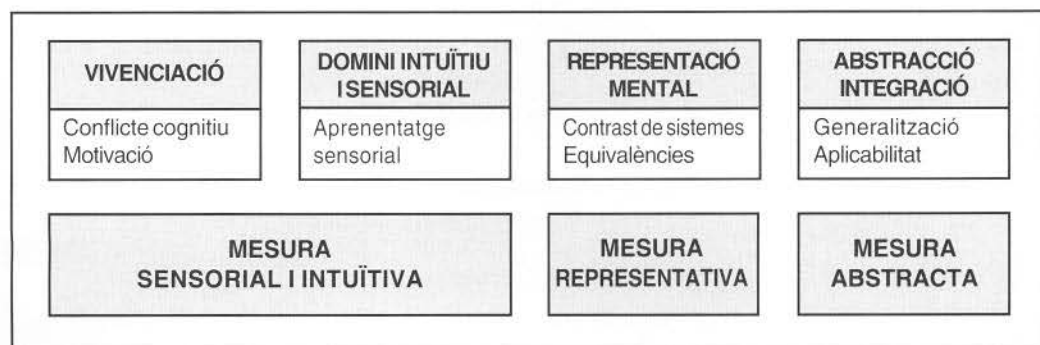 VIVENCIACIÓ
Conflicte cognitiu
Motivació
DOMINI INTUÏTIU
I SENSORIAL
Aprenentatge
sensorial
REPRESENTACIÓ
MENTAL
Contrast de sistemes
Equivalències
ABSTRACCIÓ
INTEGRACIÓ
Generalització
Aplicabilitat
MESURA
SENSORIAL I INTUÏTIVA
MESURA
REPRESENTATIVA
MESURA
ABSTRACTA